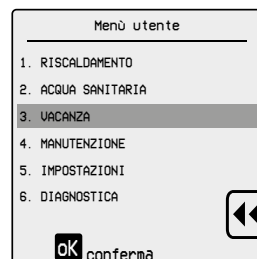 Menù utente
1. RISCALDAMENTO
2. ACQUA SANITARIA
3. VACANZA
4. MANUTENZIONE
5. IMPOSTAZIONI
6. DIAGNOSTICA
OK conferma